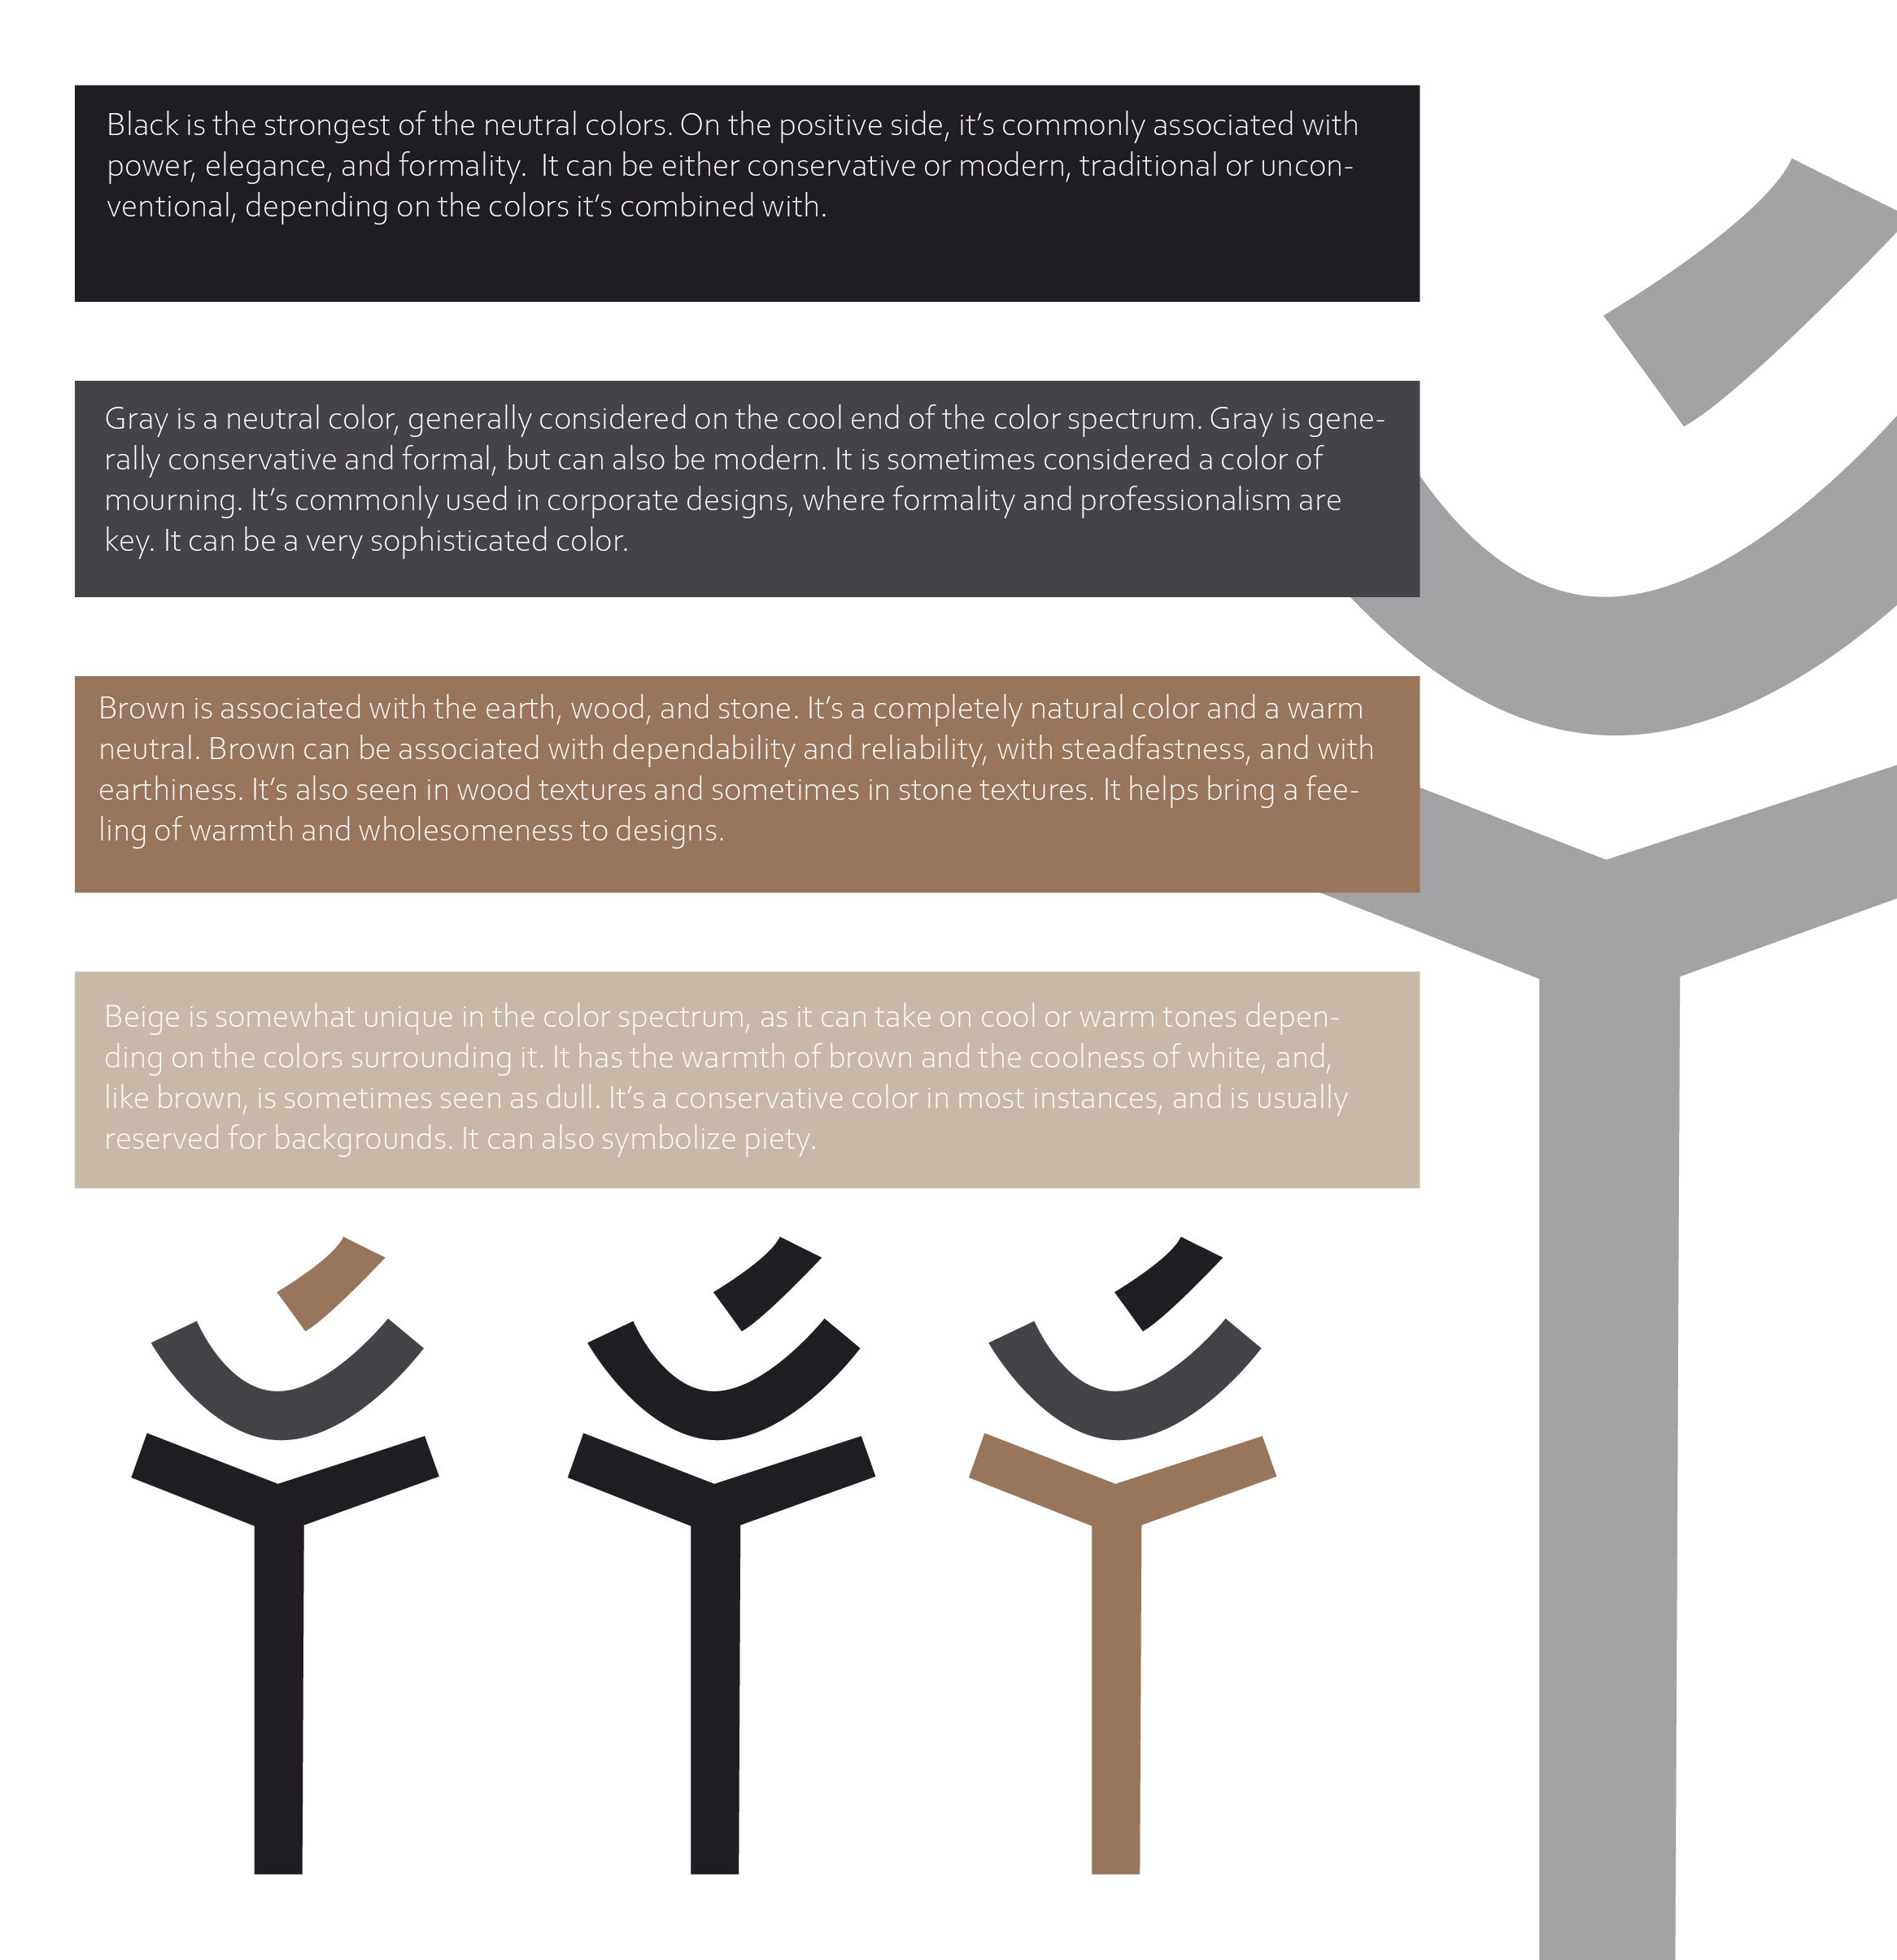 Black is the strongest of the neutral colors. On the positive side, it’s commonly associated with
power, elegance, and formality.  It can be either conservative or modern, traditional or uncon-
ventional, depending on the colors it’s combined with.
Gray is a neutral color, generally considered on the cool end of the color spectrum. Gray is gene-
rally conservative and formal, but can also be modern. It is sometimes considered a color of
mourning. It’s commonly used in corporate designs, where formality and professionalism are
key. It can be a very sophisticated color.
Brown is associated with the earth, wood, and stone. It’s a completely natural color and a warm
neutral. Brown can be associated with dependability and reliability, with steadfastness, and with
earthiness. It’s also seen in wood textures and sometimes in stone textures. It helps bring a fee-
ling of warmth and wholesomeness to designs.
Beige is somewhat unique in the color spectrum, as it can take on cool or warm tones depen-
ding on the colors surrounding it. It has the warmth of brown and the coolness of white, and,
like brown, is sometimes seen as dull. It’s a conservative color in most instances, and is usually
reserved for backgrounds. It can also symbolize piety.